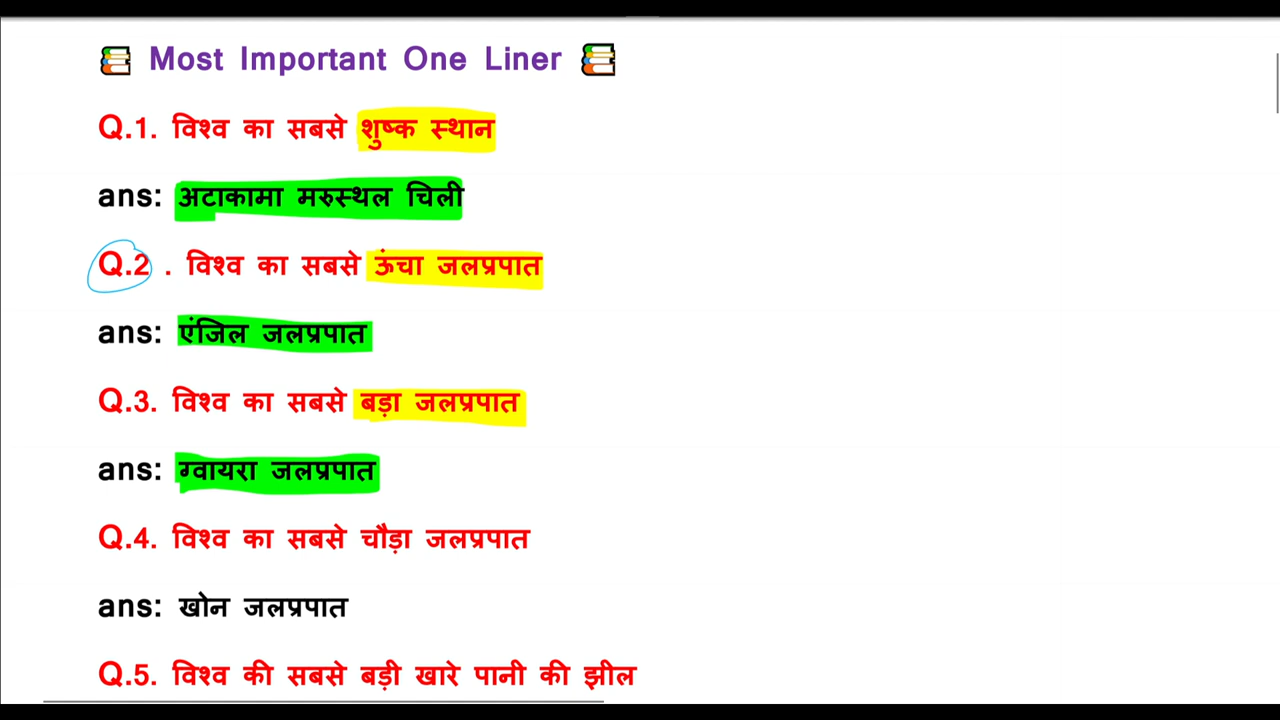 Most Important One Liner
Q.1. विश्व का सबसे शुष्क स्थान
ans: अटाकामा मरुस्थल चिली
Q.2 . विश्व का सबसे ऊंचा जलप्रपात
ans: एंजिल जलप्रपात
Q.3. विश्व का सबसे बड़ा जलप्रपात
ans: ग्वायरा जलप्रपात
Q.4. विश्व का सबसे चौड़ा जलप्रपात
ans: खोन जलप्रपात
Q.5. विश्व की सबसे बड़ी खारे पानी की झील